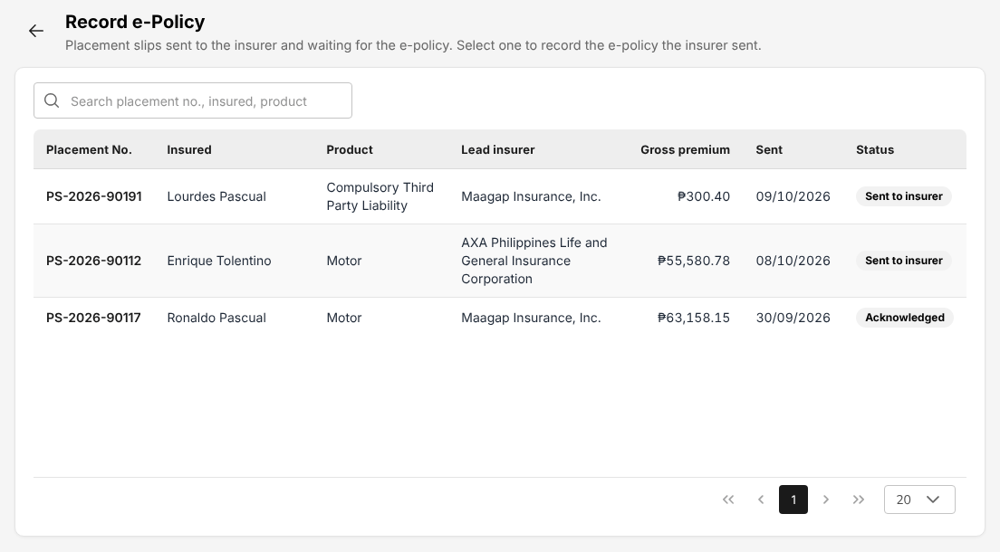 Record e-Policy
Placement slips sent to the insurer and waiting for the e-policy. Select one to record the e-policy the insurer sent.
Search placement no., insured, product
Placement No. Insured Product Lead insurer Gross premium Sent Status
PS-2026-90191 Lourdes Pascual Compulsory Third Party Liability Maagap Insurance, Inc. ₱300.40 09/10/2026 Sent to insurer
PS-2026-90112 Enrique Tolentino Motor AXA Philippines Life and General Insurance Corporation ₱55,580.78 08/10/2026 Sent to insurer
PS-2026-90117 Ronaldo Pascual Motor Maagap Insurance, Inc. ₱63,158.15 30/09/2026 Acknowledged
1 20